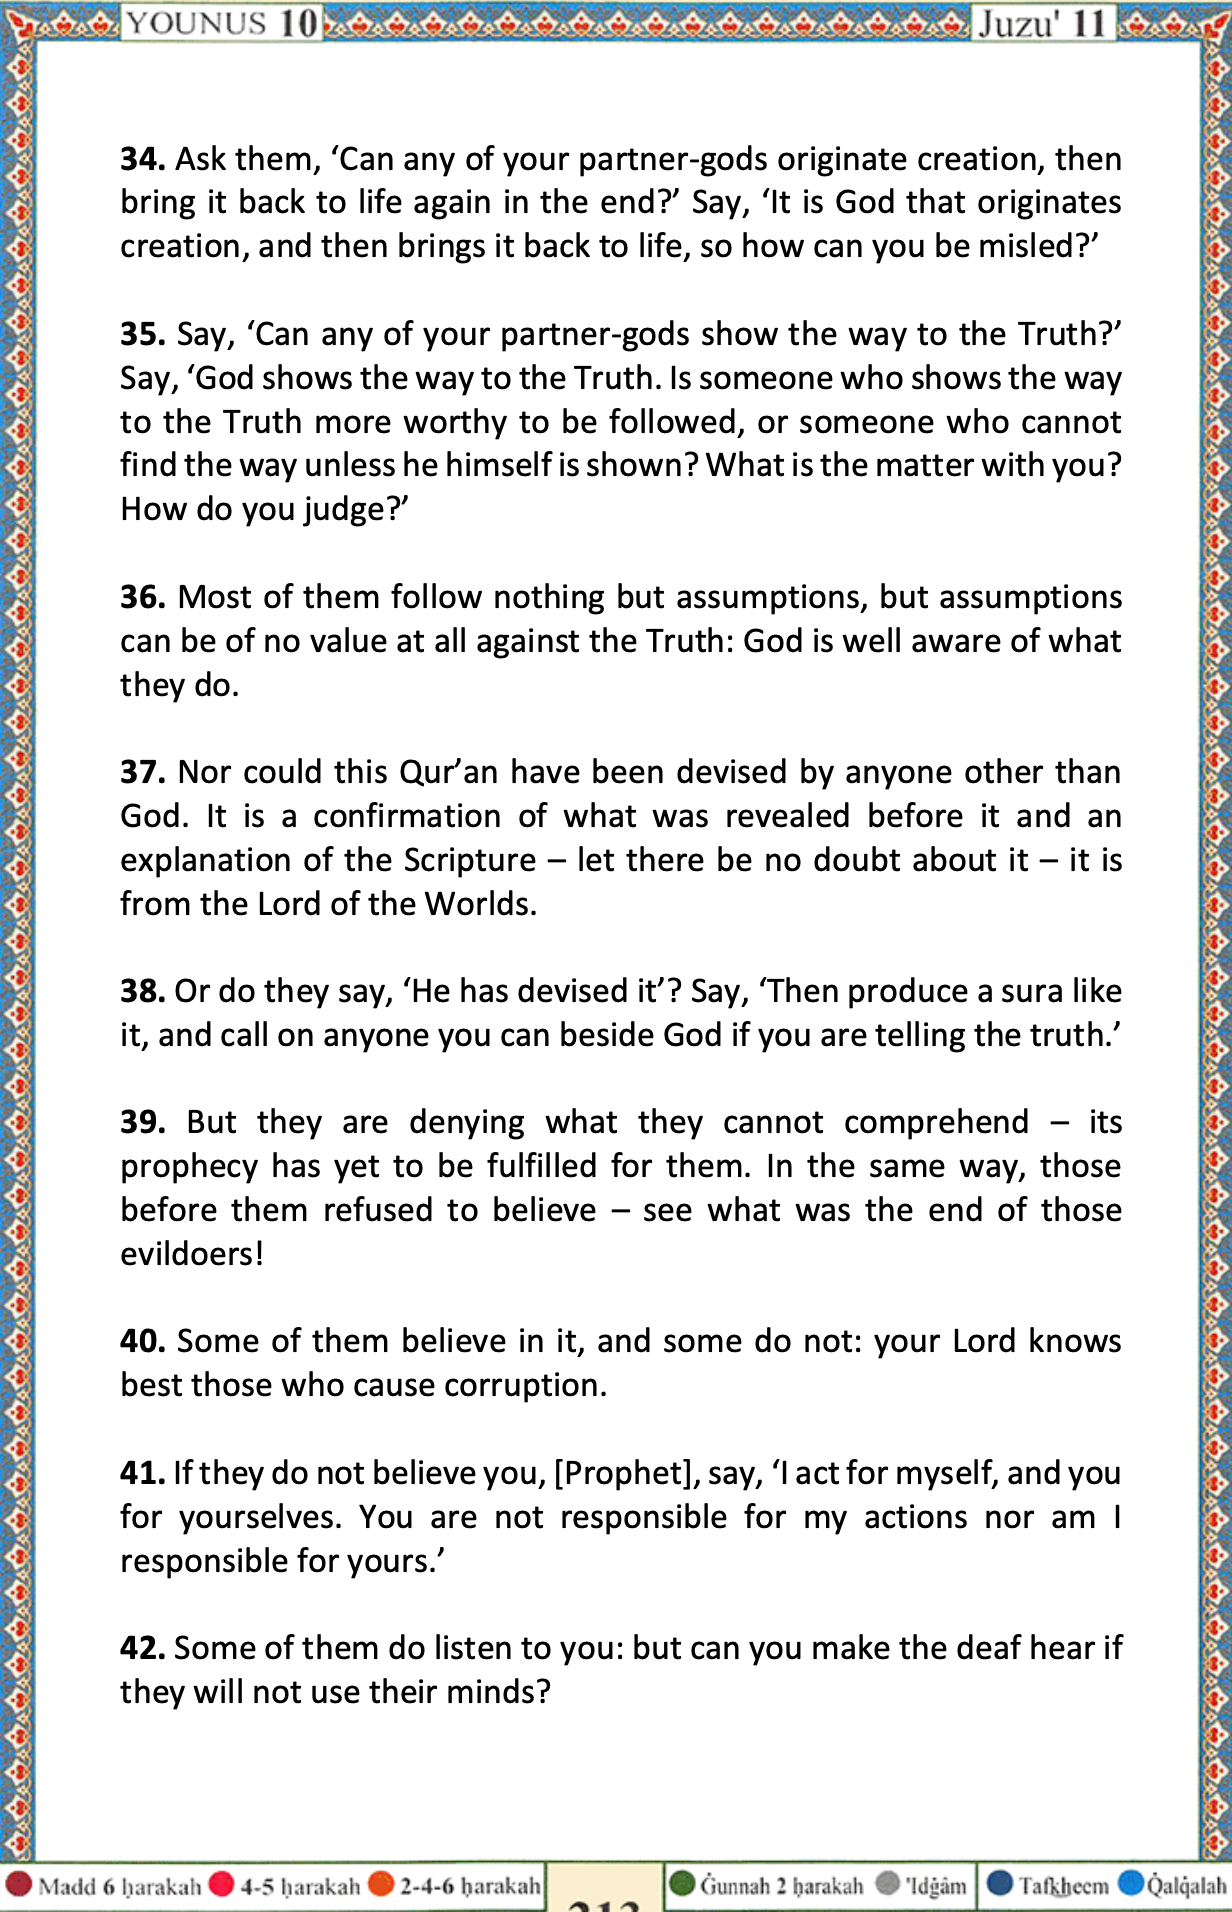 YOUNUS 10
Juzu' 11
34. Ask them, ‘Can any of your partner-gods originate creation, then
bring it back to life again in the end?’ Say, ‘It is God that originates
creation, and then brings it back to life, so how can you be misled?’
35. Say, ‘Can any of your partner-gods show the way to the Truth?’
Say, ‘God shows the way to the Truth. Is someone who shows the way
to the Truth more worthy to be followed, or someone who cannot
find the way unless he himself is shown? What is the matter with you?
How do you judge?’
36. Most of them follow nothing but assumptions, but assumptions
can be of no value at all against the Truth: God is well aware of what
they do.
37. Nor could this Qur’an have been devised by anyone other than
God. It is a confirmation of what was revealed before it and an
explanation of the Scripture – let there be no doubt about it – it is
from the Lord of the Worlds.
38. Or do they say, ‘He has devised it’? Say, ‘Then produce a sura like
it, and call on anyone you can beside God if you are telling the truth.’
39. But they are denying what they cannot comprehend – its
prophecy has yet to be fulfilled for them. In the same way, those
before them refused to believe – see what was the end of those
evildoers!
40. Some of them believe in it, and some do not: your Lord knows
best those who cause corruption.
41. If they do not believe you, [Prophet], say, ‘I act for myself, and you
for yourselves. You are not responsible for my actions nor am I
responsible for yours.’
42. Some of them do listen to you: but can you make the deaf hear if
they will not use their minds?
Madd 6 ḥarakah 4-5 ḥarakah 2-4-6 ḥarakah
213
Ġunnah 2 ḥarakah 'Idġâm
Tafkheem Q̇alq̇alah